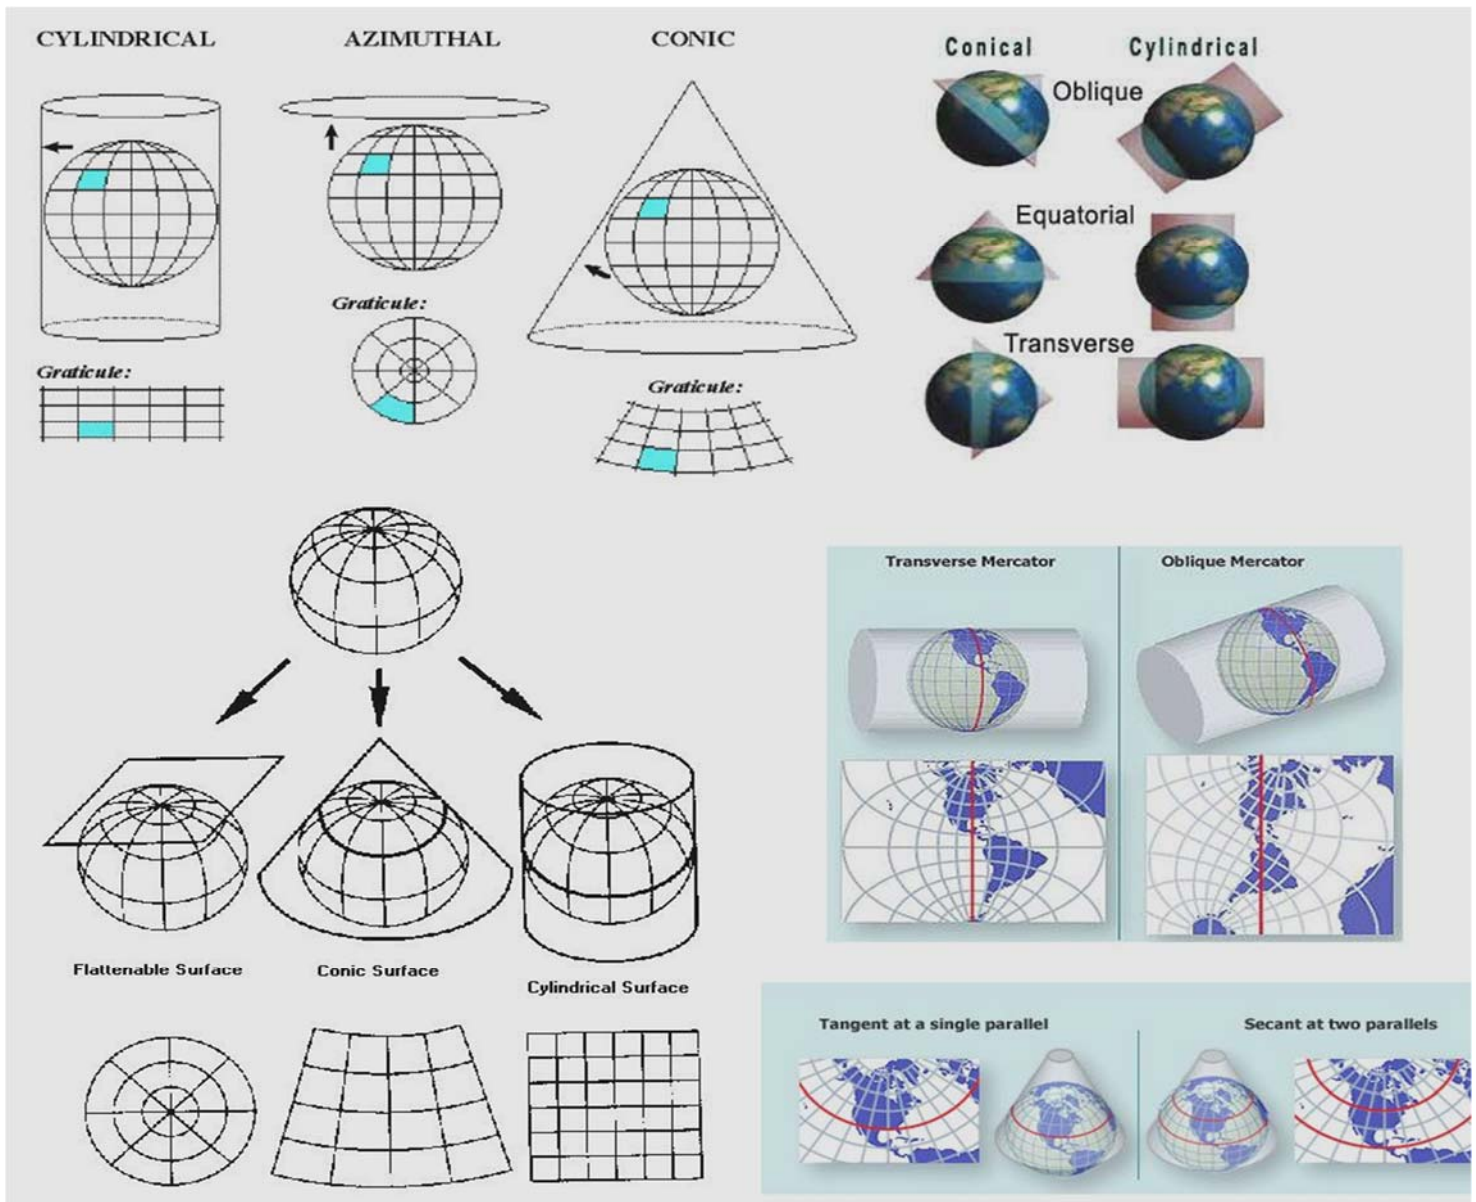 CYLINDRICAL
AZIMUTHAL
CONIC
Graticule:
Graticule:
Graticule:
Conical
Cylindrical
Oblique
Equatorial
Transverse
Flattenable Surface
Conic Surface
Cylindrical Surface
Transverse Mercator
Oblique Mercator
Tangent at a single parallel
Secant at two parallels